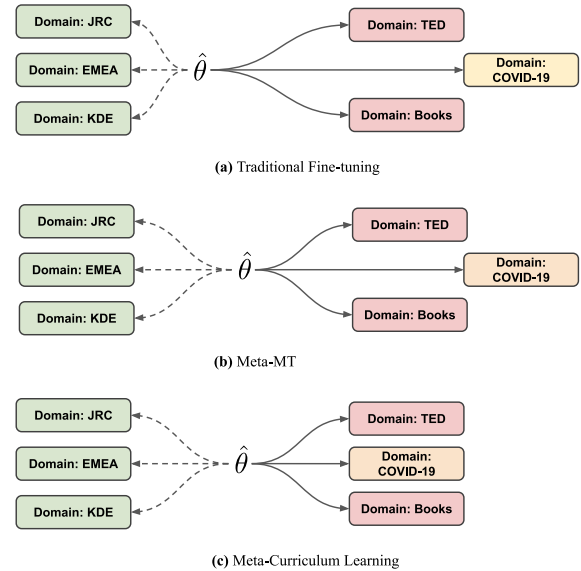 Domain: JRC
Domain: TED
Domain: EMEA
θ̂
Domain:
COVID-19
Domain: KDE
Domain: Books
(a) Traditional Fine-tuning
Domain: JRC
Domain: TED
Domain: EMEA
θ̂
Domain:
COVID-19
Domain: KDE
Domain: Books
(b) Meta-MT
Domain: JRC
Domain: TED
Domain: EMEA
θ̂
Domain:
COVID-19
Domain: KDE
Domain: Books
(c) Meta-Curriculum Learning